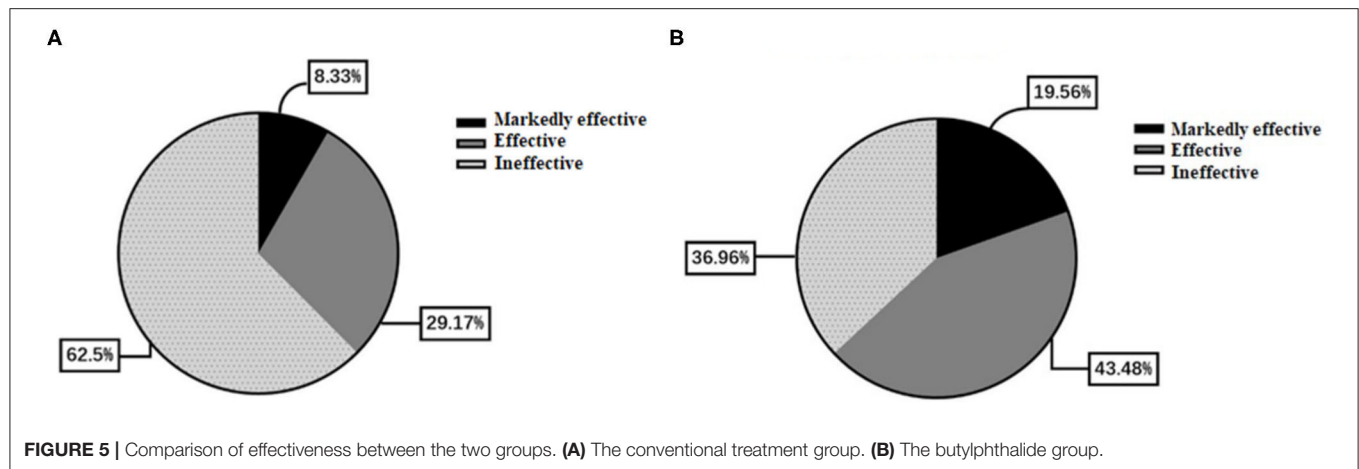 A
8.33%
Markedly effective
Effective
Ineffective
29.17%
62.5%
B
19.56%
Markedly effective
Effective
Ineffective
36.96%
43.48%
FIGURE 5 | Comparison of effectiveness between the two groups. (A) The conventional treatment group. (B) The butylphthalide group.